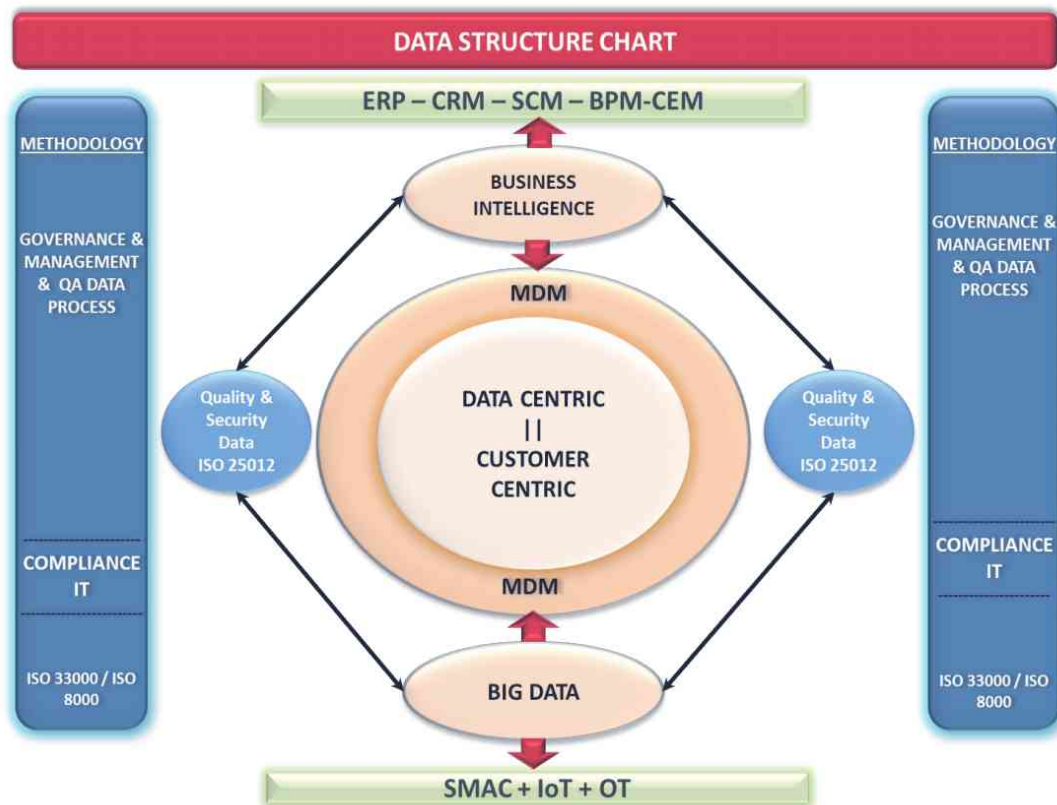 DATA STRUCTURE CHART
ERP – CRM – SCM – BPM-CEM
METHODOLOGY
GOVERNANCE &
MANAGEMENT
& QA DATA
PROCESS
COMPLIANCE
IT
ISO 33000 / ISO
8000
BUSINESS
INTELLIGENCE
MDM
Quality &
Security
Data
ISO 25012
DATA CENTRIC
||
CUSTOMER
CENTRIC
Quality &
Security
Data
ISO 25012
MDM
BIG DATA
SMAC + IoT + OT
METHODOLOGY
GOVERNANCE &
MANAGEMENT
& QA DATA
PROCESS
COMPLIANCE
IT
ISO 33000 / ISO
8000